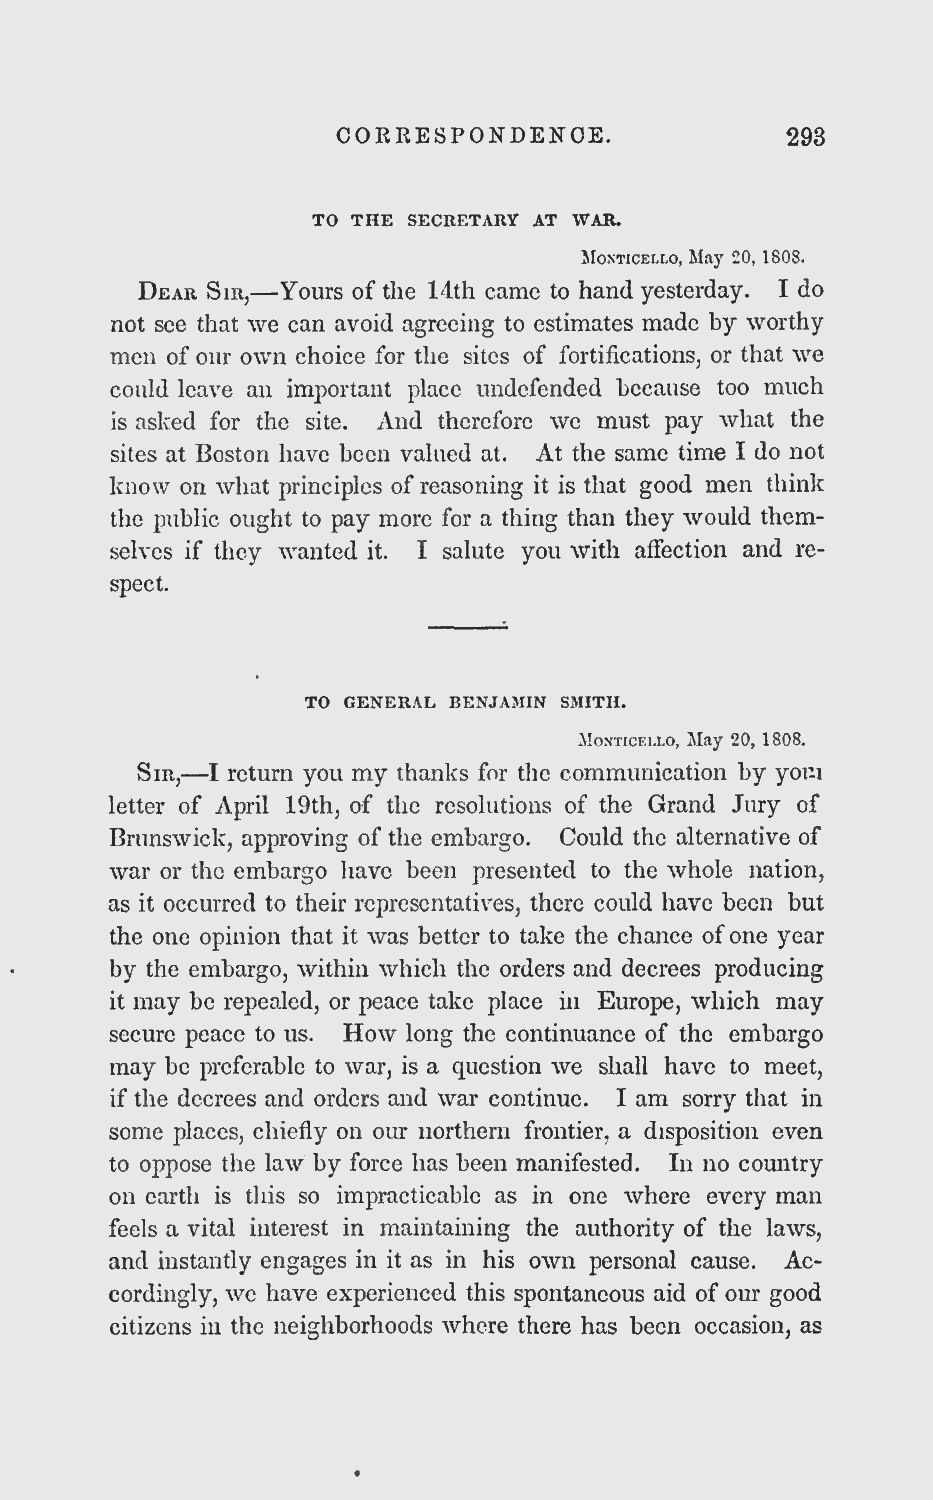 CORRESPONDENCE. 293
TO THE SECRETARY AT WAR.
MONTICELLO, May 20, 1808.
DEAR SIR,—Yours of the 14th came to hand yesterday. I do
not see that we can avoid agreeing to estimates made by worthy
men of our own choice for the sites of fortifications, or that we
could leave an important place undefended because too much
is asked for the site. And therefore we must pay what the
sites at Boston have been valued at. At the same time I do not
know on what principles of reasoning it is that good men think
the public ought to pay more for a thing than they would them-
selves if they wanted it. I salute you with affection and re-
spect.
TO GENERAL BENJAMIN SMITH.
MONTICELLO, May 20, 1808.
SIR,—I return you my thanks for the communication by your
letter of April 19th, of the resolutions of the Grand Jury of
Brunswick, approving of the embargo. Could the alternative of
war or the embargo have been presented to the whole nation,
as it occurred to their representatives, there could have been but
the one opinion that it was better to take the chance of one year
by the embargo, within which the orders and decrees producing
it may be repealed, or peace take place in Europe, which may
secure peace to us. How long the continuance of the embargo
may be preferable to war, is a question we shall have to meet,
if the decrees and orders and war continue. I am sorry that in
some places, chiefly on our northern frontier, a disposition even
to oppose the law by force has been manifested. In no country
on earth is this so impracticable as in one where every man
feels a vital interest in maintaining the authority of the laws,
and instantly engages in it as in his own personal cause. Ac-
cordingly, we have experienced this spontaneous aid of our good
citizens in the neighborhoods where there has been occasion, as